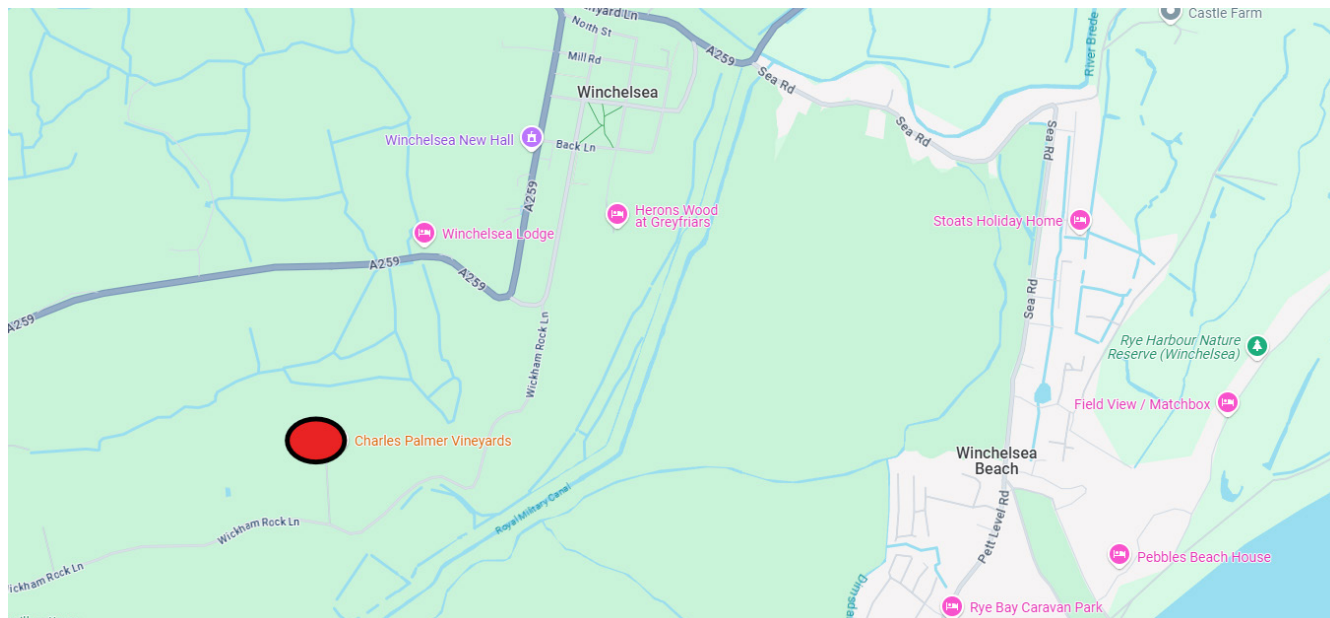 Castle Farm
North St
A259
River Brede
Mill Rd
Sea Rd
Winchelsea
Sea Rd
Sea Rd
Winchelsea New Hall
Back Ln
A259
Herons Wood
at Greyfriars
Stoats Holiday Home
Winchelsea Lodge
A259
A259
Sea Rd
A259
Wickham Rock Ln
Rye Harbour Nature
Reserve (Winchelsea)
Field View / Matchbox
Charles Palmer Vineyards
Winchelsea
Beach
Royal Military Canal
Wickham Rock Ln
Pett Level Rd
Pebbles Beach House
ickham Rock Ln
Dimsda
Rye Bay Caravan Park